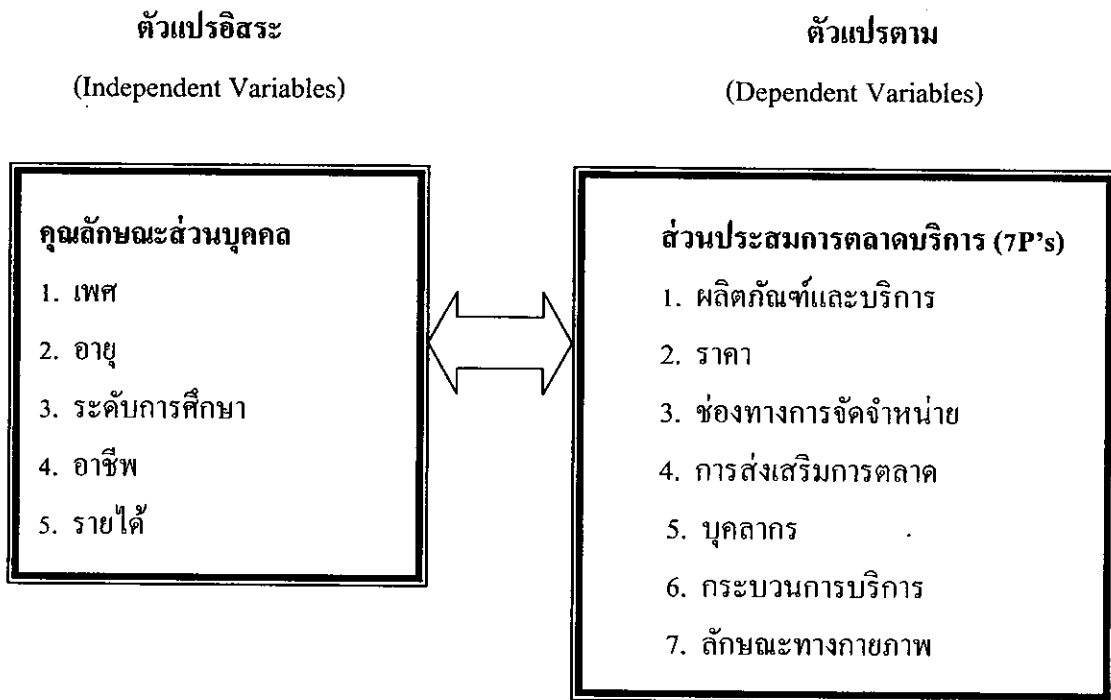 ตัวแปรอิสระ
(Independent Variables)
คุณลักษณะส่วนบุคคล
1. เพศ
2. อายุ
3. ระดับการศึกษา
4. อาชีพ
5. รายได้
ตัวแปรตาม
(Dependent Variables)
ส่วนประสมการตลาดบริการ (7P's)
1. ผลิตภัณฑ์และบริการ
2. ราคา
3. ช่องทางการจัดจำหน่าย
4. การส่งเสริมการตลาด
5. บุคลากร
6. กระบวนการบริการ
7. ลักษณะทางกายภาพ